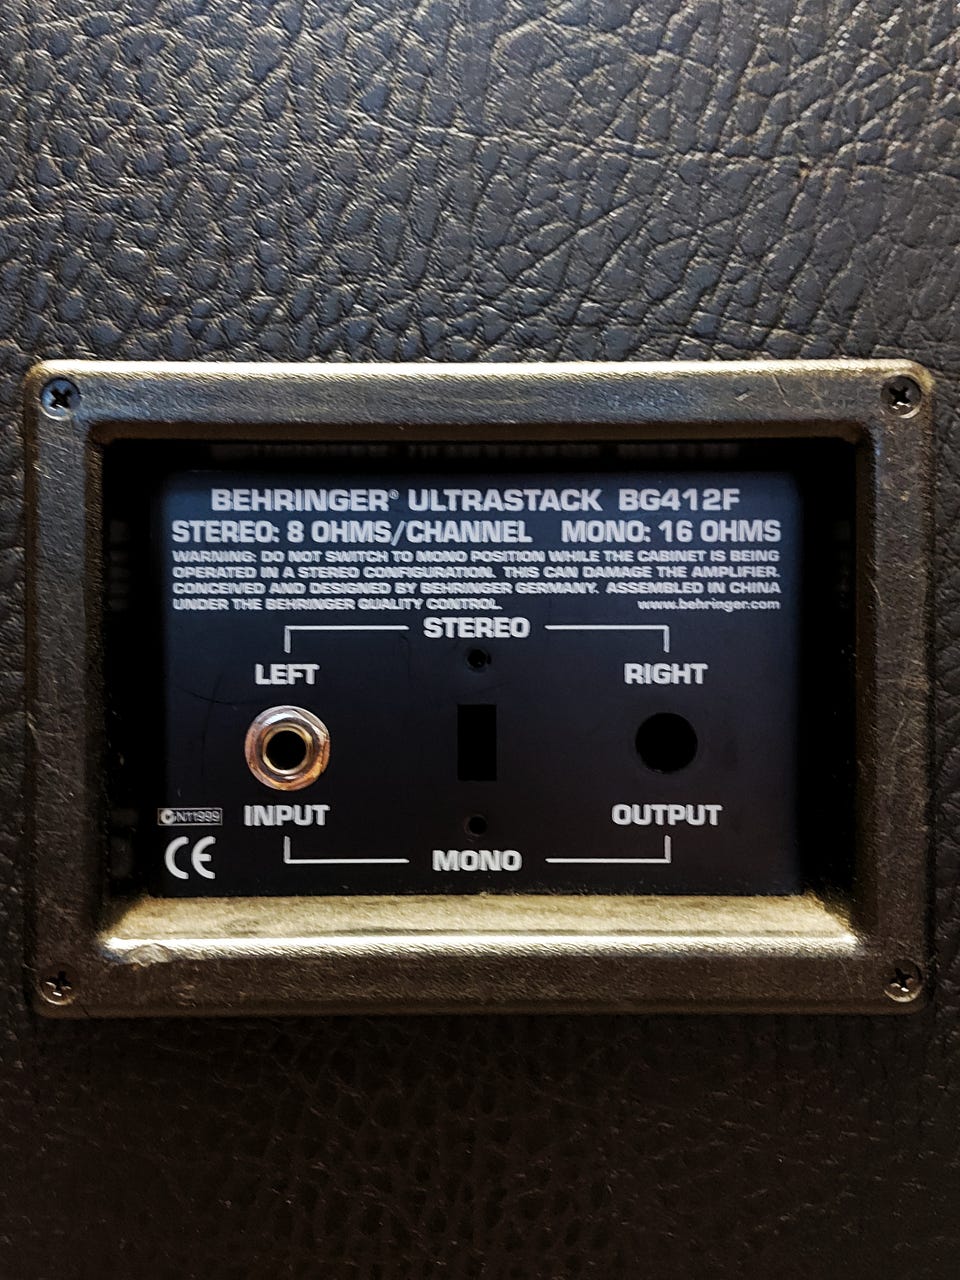 BEHRINGER® ULTRASTACK BG412F
STEREO: 8 OHMS/CHANNEL MONO: 16 OHMS
WARNING: DO NOT SWITCH TO MONO POSITION WHILE THE CABINET IS BEING
OPERATED IN A STEREO CONFIGURATION. THIS CAN DAMAGE THE AMPLIFIER.
CONCEIVED AND DESIGNED BY BEHRINGER GERMANY. ASSEMBLED IN CHINA
UNDER THE BEHRINGER QUALITY CONTROL. www.behringer.com
STEREO
LEFT RIGHT
INPUT OUTPUT
N11999
CE
MONO